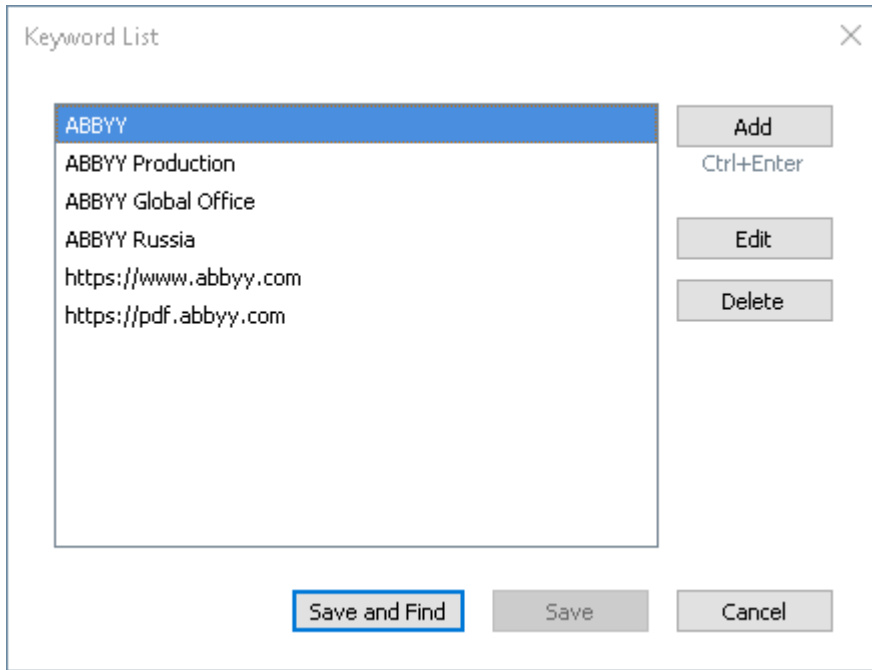 Keyword List
ABBYY
ABBYY Production
ABBYY Global Office
ABBYY Russia
https://www.abbyy.com
https://pdf.abbyy.com
Add
Ctrl+Enter
Edit
Delete
Save and Find
Save
Cancel